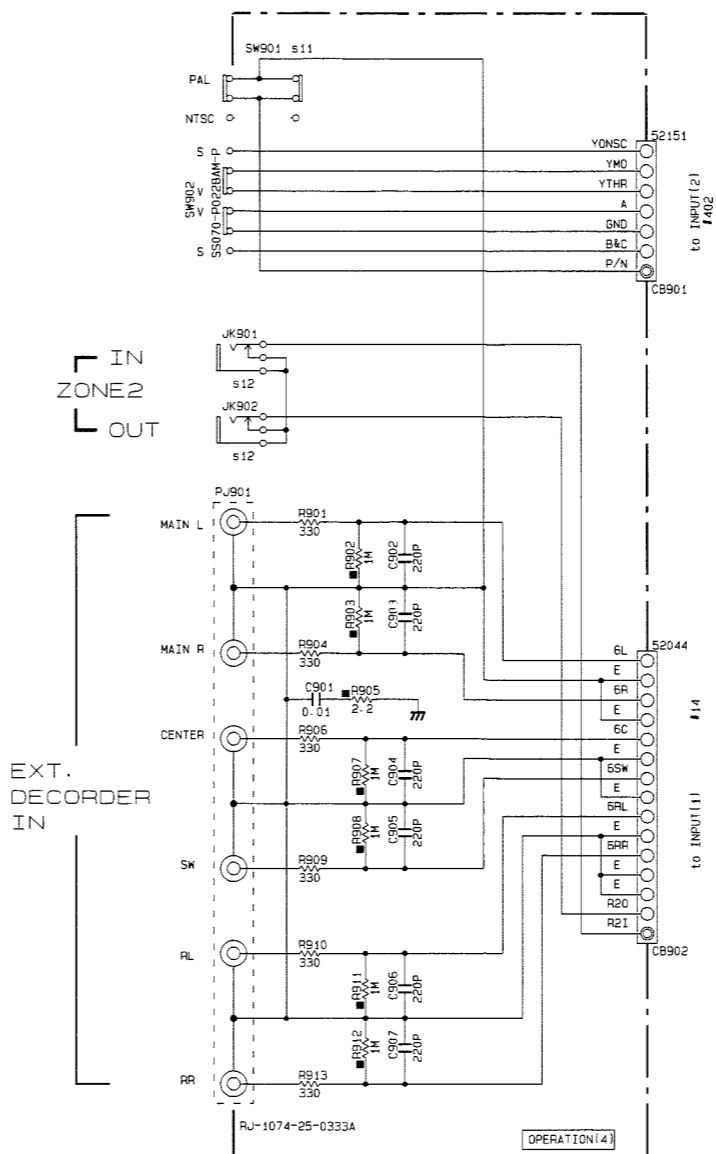 SW901 s11
PAL
NTSC
52151
S
YONSC
YMO
V
YTHR
V
A
GND
S
B&C
P/N
SW902
SS070-P022BAM-P
to INPUT(2)
#402
CB901
JK901
IN
s12
ZONE2
JK902
OUT
s12
PJ901
MAIN L
R901
330
R902
1M
C902
220P
R903
1M
C903
220P
MAIN R
R904
330
52044
6L
E
6R
E
6C
E
6SW
E
6RL
E
6RR
E
E
R2O
R2I
#14
to INPUT(1)
CB902
C901
0.01
R905
2.2
CENTER
R906
330
R907
1M
C904
220P
EXT.
DECORDER
IN
R908
1M
C905
220P
SW
R909
330
RL
R910
330
R911
1M
C906
220P
R912
1M
C907
220P
RR
R913
330
RJ-1074-25-0333A
OPERATION(4)